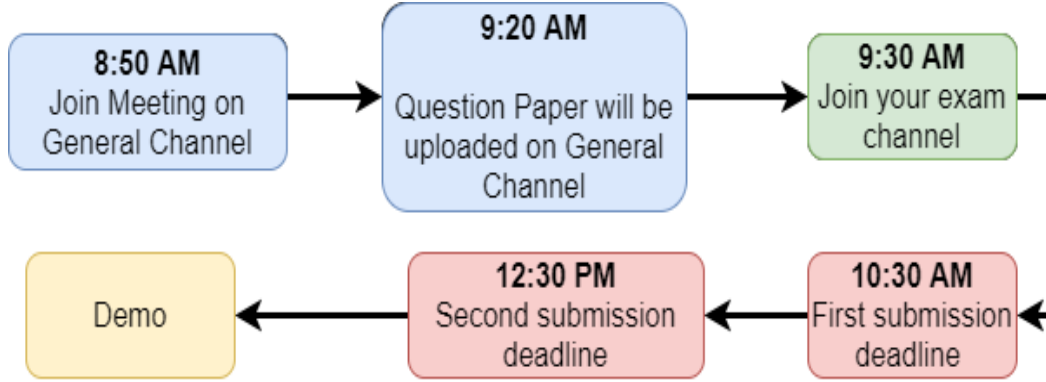 8:50 AM
Join Meeting on
General Channel
9:20 AM
Question Paper will be
uploaded on General
Channel
9:30 AM
Join your exam
channel
10:30 AM
First submission
deadline
12:30 PM
Second submission
deadline
Demo